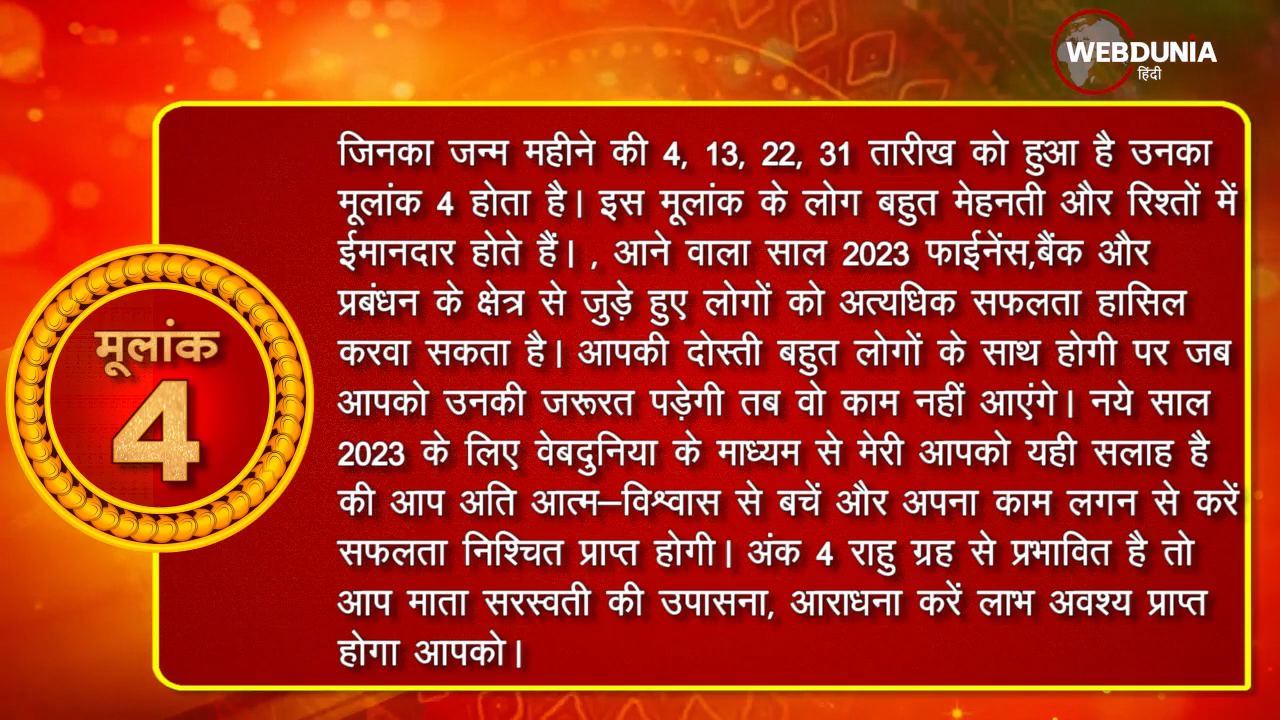 WEBDUNIA
हिंदी
जिनका जन्म महीने की 4, 13, 22, 31 तारीख को हुआ है उनका
मूलांक 4 होता है| इस मूलांक के लोग बहुत मेहनती और रिश्तों में
ईमानदार होते हैं| , आने वाला साल 2023 फाईनेंस,बैंक और
प्रबंधन के क्षेत्र से जुड़े हुए लोगों को अत्यधिक सफलता हासिल
करवा सकता है| आपकी दोस्ती बहुत लोगों के साथ होगी पर जब
आपको उनकी जरूरत पड़ेगी तब वो काम नहीं आएंगे| नये साल
2023 के लिए वेबदुनिया के माध्यम से मेरी आपको यही सलाह है
की आप अति आत्म–विश्वास से बचें और अपना काम लगन से करें
सफलता निश्चित प्राप्त होगी| अंक 4 राहु ग्रह से प्रभावित है तो
आप माता सरस्वती की उपासना, आराधना करें लाभ अवश्य प्राप्त
होगा आपको|
मूलांक
4